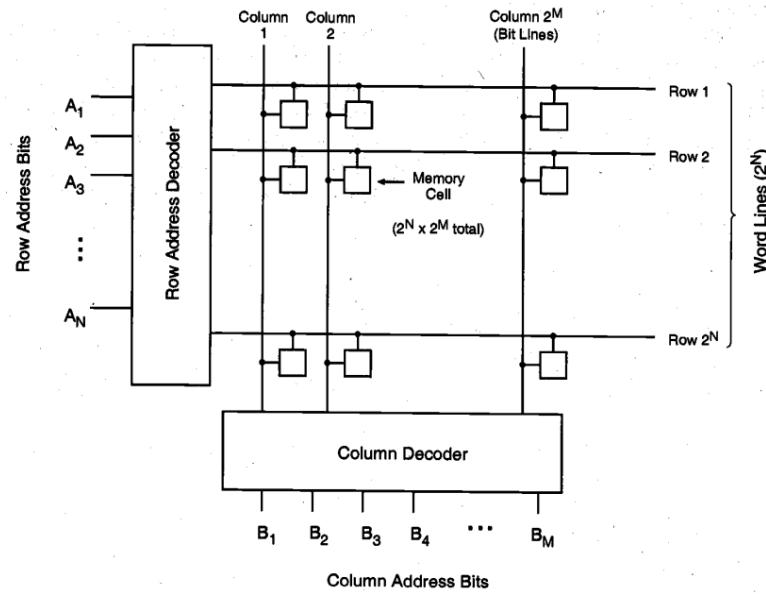 Column
1
Column
2
Column 2^M
(Bit Lines)
Row Address Bits
A₁
A₂
A₃
⋮
A_N
Row Address Decoder
Row 1
Row 2
Memory
Cell
(2^N x 2^M total)
Row 2^N
Word Lines (2^N)
Column Decoder
B₁ B₂ B₃ B₄ ... B_M
Column Address Bits